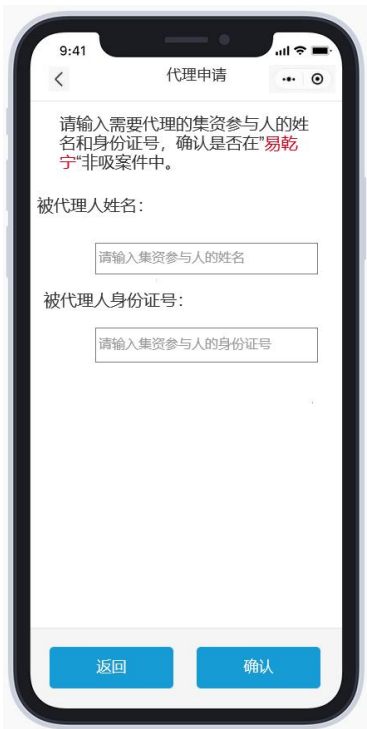 9:41
代理申请
请输入需要代理的集资参与人的姓
名和身份证号，确认是否在"易乾
宁“非吸案件中。
被代理人姓名：
请输入集资参与人的姓名
被代理人身份证号：
请输入集资参与人的身份证号
返回
确认